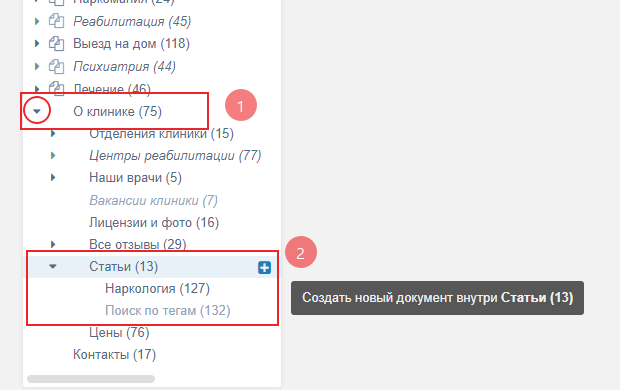 Наркомания (24)
Реабилитация (45)
Выезд на дом (118)
Психиатрия (44)
Лечение (46)
О клинике (75)
1
Отделения клиники (15)
Центры реабилитации (77)
Наши врачи (5)
Вакансии клиники (7)
Лицензии и фото (16)
Все отзывы (29)
2
Статьи (13)
Наркология (127)
Создать новый документ внутри Статьи (13)
Поиск по тегам (132)
Цены (76)
Контакты (17)